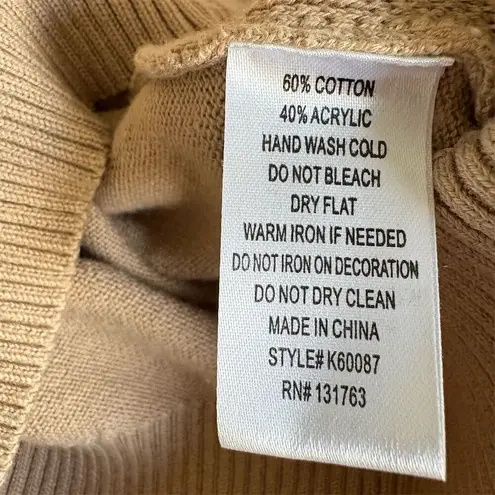 60% COTTON
40% ACRYLIC
HAND WASH COLD
DO NOT BLEACH
DRY FLAT
WARM IRON IF NEEDED
DO NOT IRON ON DECORATION
DO NOT DRY CLEAN
MADE IN CHINA
STYLE# K60087
RN# 131763